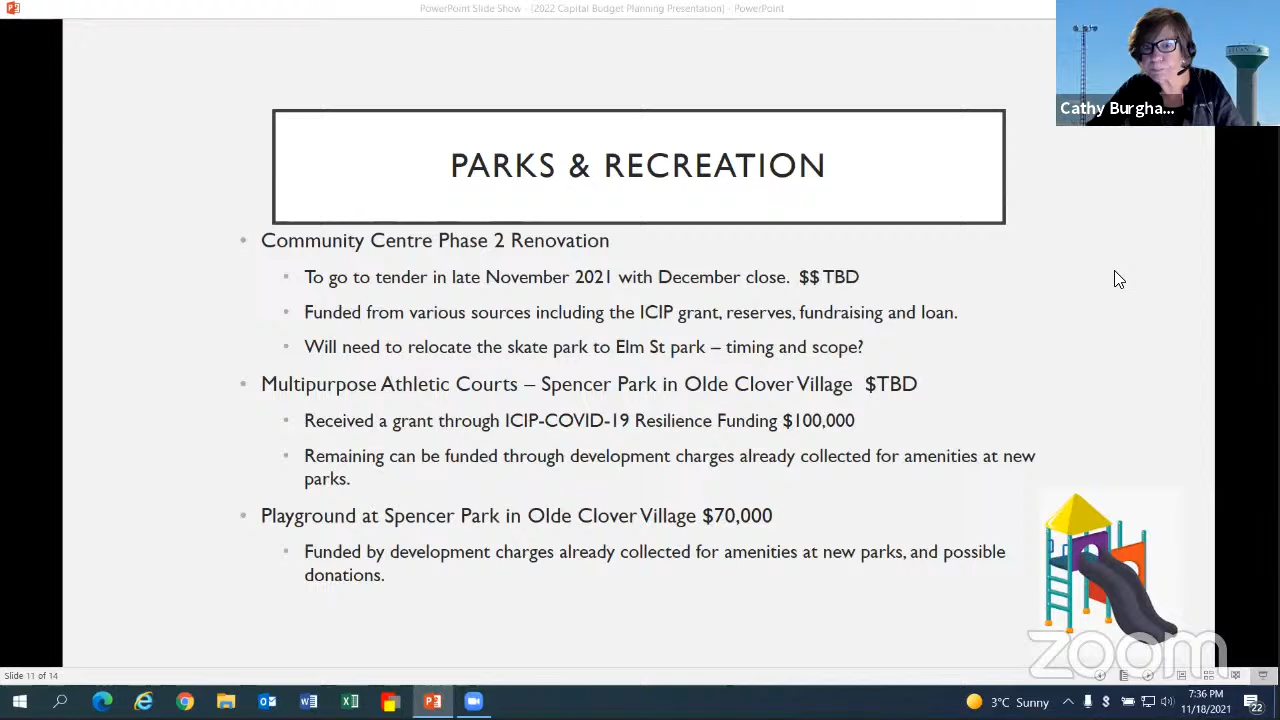 PowerPoint Slide Show - [2022 Capital Budget Planning Presentation] - PowerPoint
Cathy Burgha...
PARKS & RECREATION
• Community Centre Phase 2 Renovation
▪ To go to tender in late November 2021 with December close. $$ TBD
▪ Funded from various sources including the ICIP grant, reserves, fundraising and loan.
▪ Will need to relocate the skate park to Elm St park – timing and scope?
• Multipurpose Athletic Courts – Spencer Park in Olde Clover Village $TBD
▪ Received a grant through ICIP-COVID-19 Resilience Funding $100,000
▪ Remaining can be funded through development charges already collected for amenities at new
parks.
• Playground at Spencer Park in Olde Clover Village $70,000
▪ Funded by development charges already collected for amenities at new parks, and possible
donations.
zoom
Slide 11 of 14
3°C Sunny
7:36 PM
11/18/2021
22